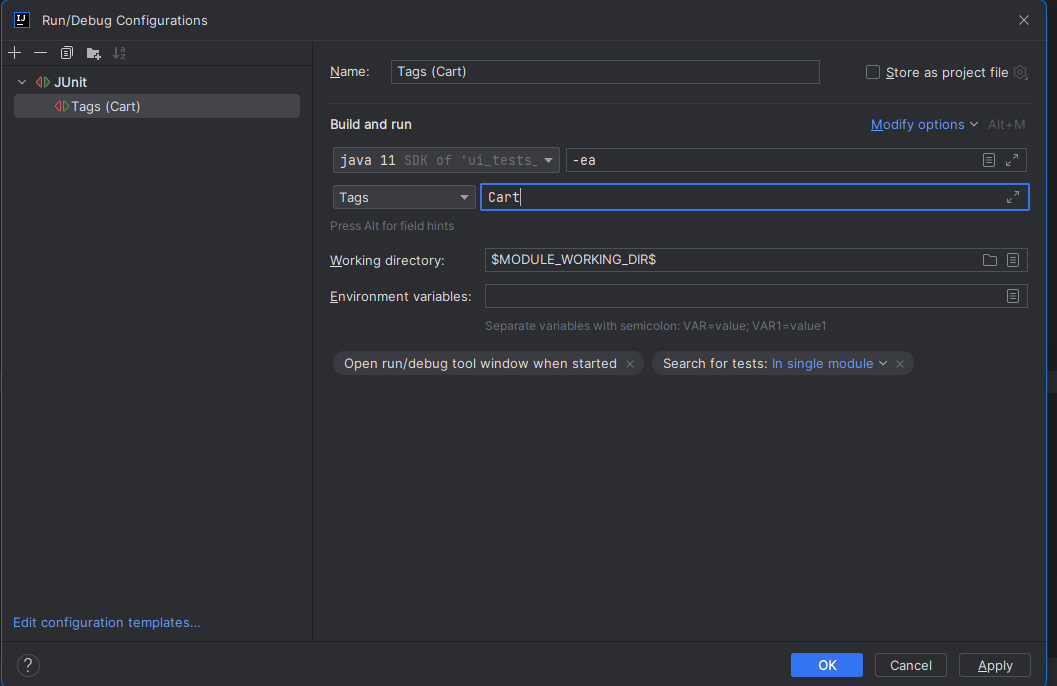 Run/Debug Configurations
JUnit
Tags (Cart)
Edit configuration templates...
Name: Tags (Cart) Store as project file
Build and run Modify options Alt+M
java 11 SDK of 'ui_tests_ -ea
Tags Cart
Press Alt for field hints
Working directory: $MODULE_WORKING_DIR$
Environment variables:
Separate variables with semicolon: VAR=value; VAR1=value1
Open run/debug tool window when started × Search for tests: In single module ×
? OK Cancel Apply